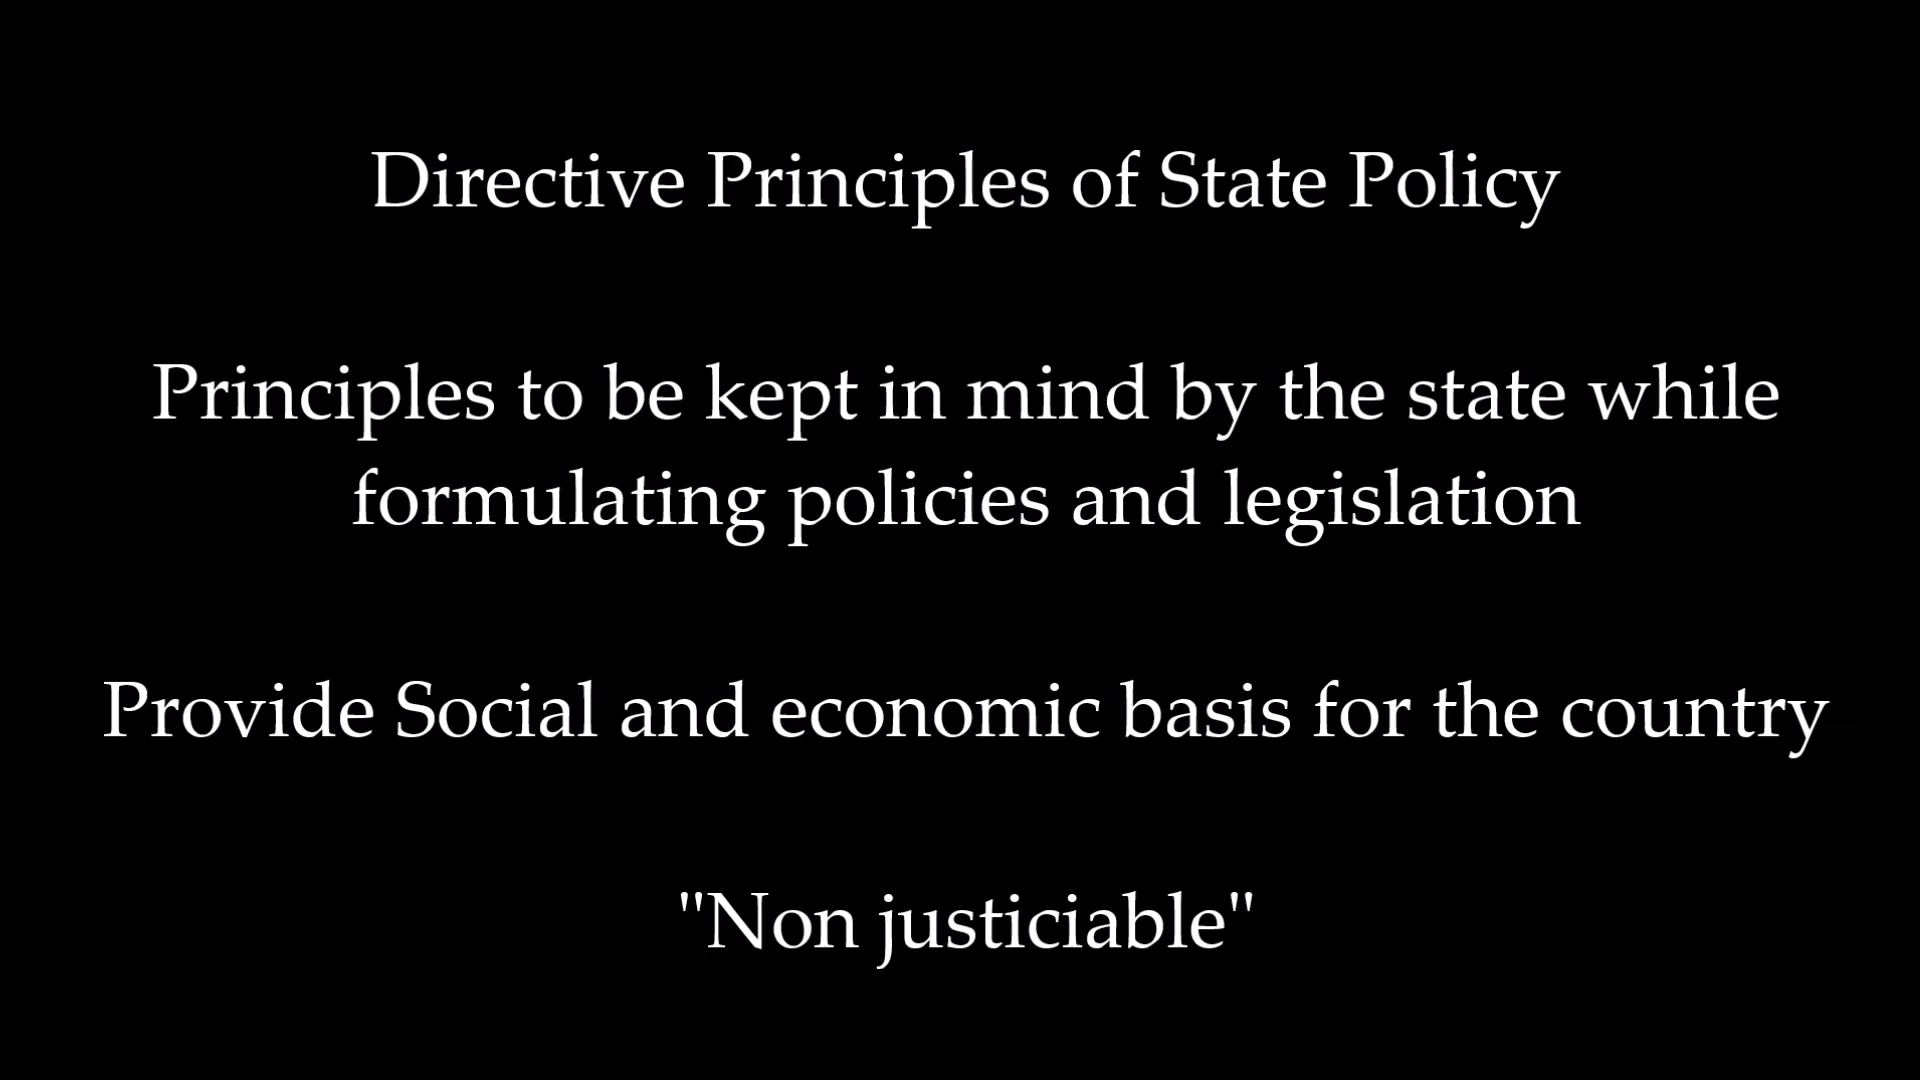 Directive Principles of State Policy
Principles to be kept in mind by the state while
formulating policies and legislation
Provide Social and economic basis for the country
"Non justiciable"